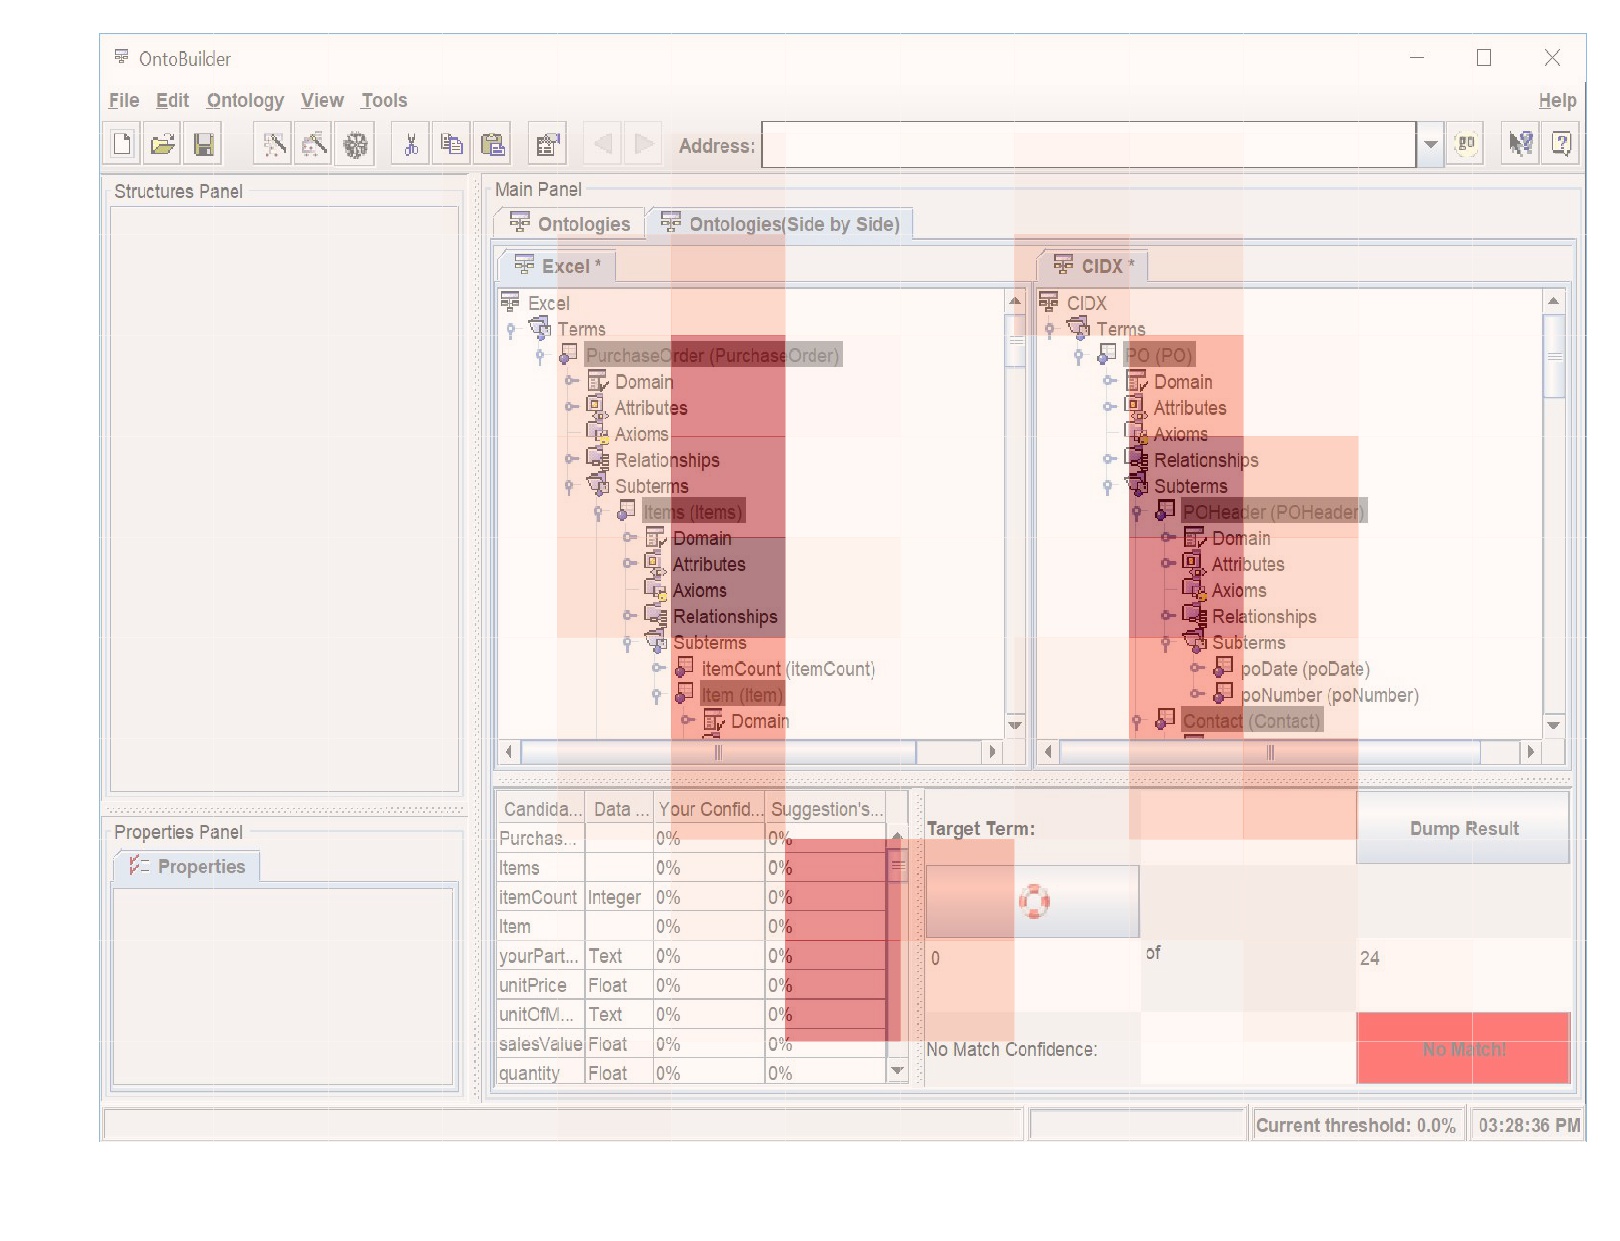 OntoBuilder
File Edit Ontology View Tools Help
Address: go
Structures Panel
Main Panel
Ontologies Ontologies(Side by Side)
Excel *
Excel
Terms
PurchaseOrder (PurchaseOrder)
Domain
Attributes
Axioms
Relationships
Subterms
Items (Items)
Domain
Attributes
Axioms
Relationships
Subterms
itemCount (itemCount)
Item (Item)
Domain
CIDX *
CIDX
Terms
PO (PO)
Domain
Attributes
Axioms
Relationships
Subterms
POHeader (POHeader)
Domain
Attributes
Axioms
Relationships
Subterms
poDate (poDate)
poNumber (poNumber)
Contact (Contact)
Properties Panel
Properties
Candida... Data ... Your Confid... Suggestion's...
Purchas... 0% 0%
Items 0% 0%
itemCount Integer 0% 0%
Item 0% 0%
yourPart... Text 0% 0%
unitPrice Float 0% 0%
unitOfM... Text 0% 0%
salesValue Float 0% 0%
quantity Float 0% 0%
Target Term: Dump Result
0 of 24
No Match Confidence: No Match!
Current threshold: 0.0% 03:28:36 PM